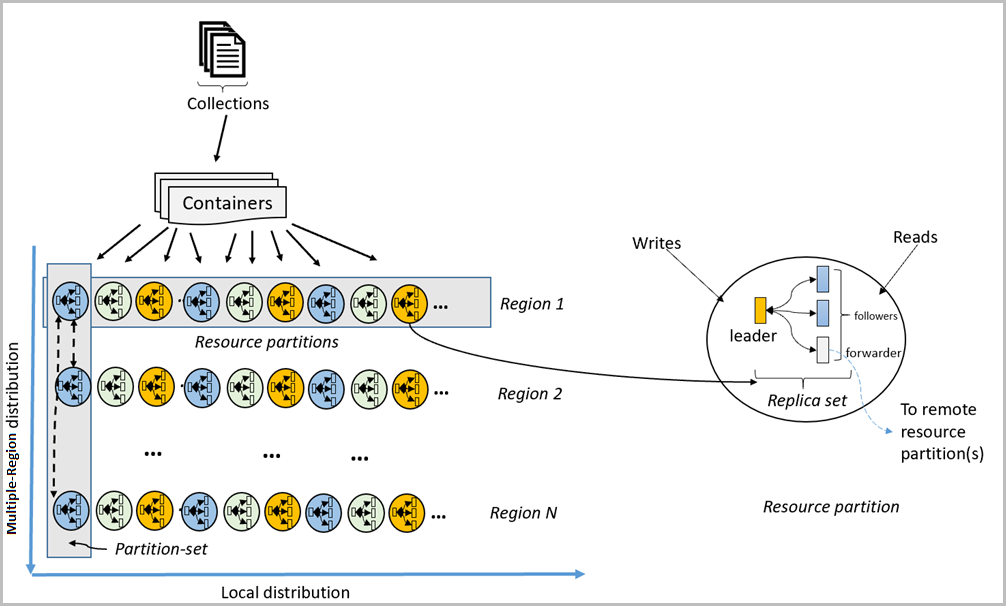 Collections
Containers
Writes
Reads
Region 1
Resource partitions
leader
followers
forwarder
Replica set
Region 2
To remote
resource
partition(s)
...
...
...
...
...
...
Region N
Resource partition
Partition-set
Multiple-Region distribution
Local distribution